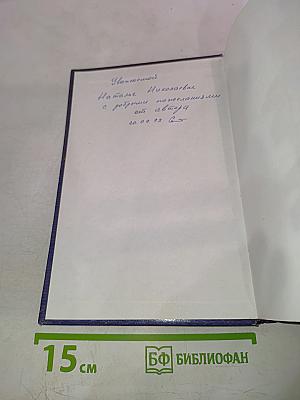 Уважаемой
Наталье Николаевне
с добрыми пожеланиями
от автора
15 см
БФ БИБЛИОФАН